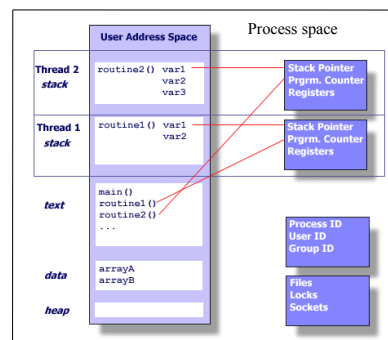 Process space
User Address Space
Thread 2
stack
routine2() var1
var2
var3
Stack Pointer
Prgrm. Counter
Registers
Thread 1
stack
routine1() var1
var2
Stack Pointer
Prgrm. Counter
Registers
text
main()
routine1()
routine2()
...
Process ID
User ID
Group ID
data
arrayA
arrayB
Files
Locks
Sockets
heap